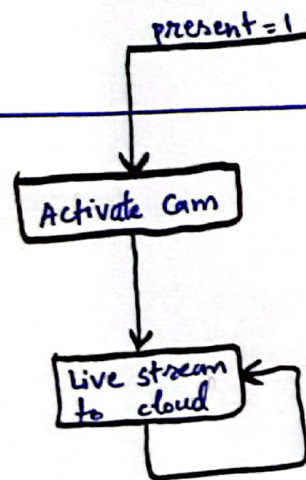 present = 1
Activate Cam
Live stream
to cloud